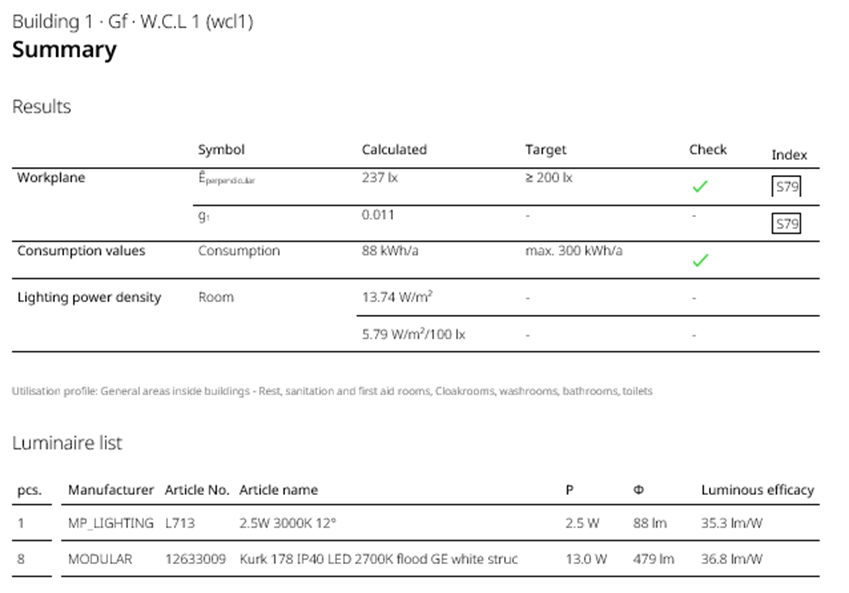 Building 1 · Gf · W.C.L 1 (wcl1)
Summary
Results
Symbol Calculated Target Check Index
Workplane Ēperpendicular 237 lx ≥ 200 lx ✓ S79
g₁ 0.011 - - S79
Consumption values Consumption 88 kWh/a max. 300 kWh/a ✓
Lighting power density Room 13.74 W/m² - -
5.79 W/m²/100 lx - -
Utilisation profile: General areas inside buildings - Rest, sanitation and first aid rooms, Cloakrooms, washrooms, bathrooms, toilets
Luminaire list
pcs. Manufacturer Article No. Article name P Φ Luminous efficacy
1 MP_LIGHTING L713 2.5W 3000K 12° 2.5 W 88 lm 35.3 lm/W
8 MODULAR 12633009 Kurk 178 IP40 LED 2700K flood GE white struc 13.0 W 479 lm 36.8 lm/W